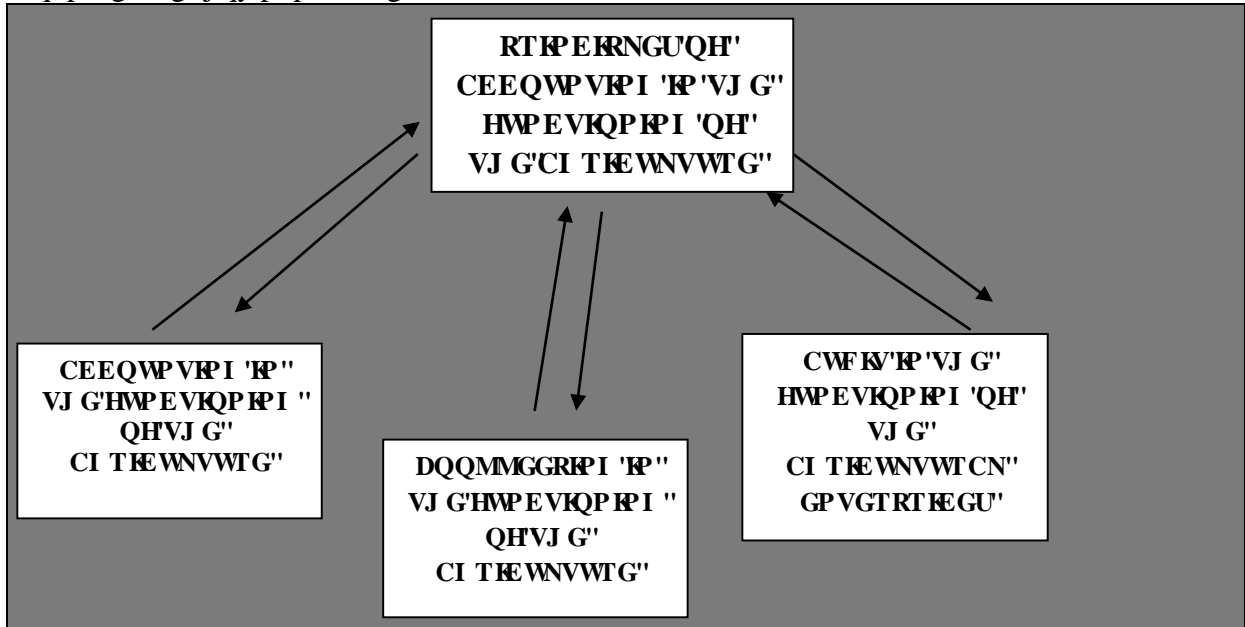 RTKPEKRNGU'QH''
CEEQWPVKPI 'KP'VJ G''
HWPEVKQPKPI 'QH''
VJ G'CI TKEWNVWTG''
CEEQWPVKPI 'KP''
VJ G'HWPEVKQPKPI ''
QH'VJ G''
CI TKEWNVWTG''
DQQMMGGRKPI 'KP''
VJ G'HWPEVKQPKPI ''
QH'VJ G''
CI TKEWNVWTG''
CWFKV'KP'VJ G''
HWPEVKQPKPI 'QH''
VJ G''
CI TKEWNVWTCN''
GPVGTRTKEGU''